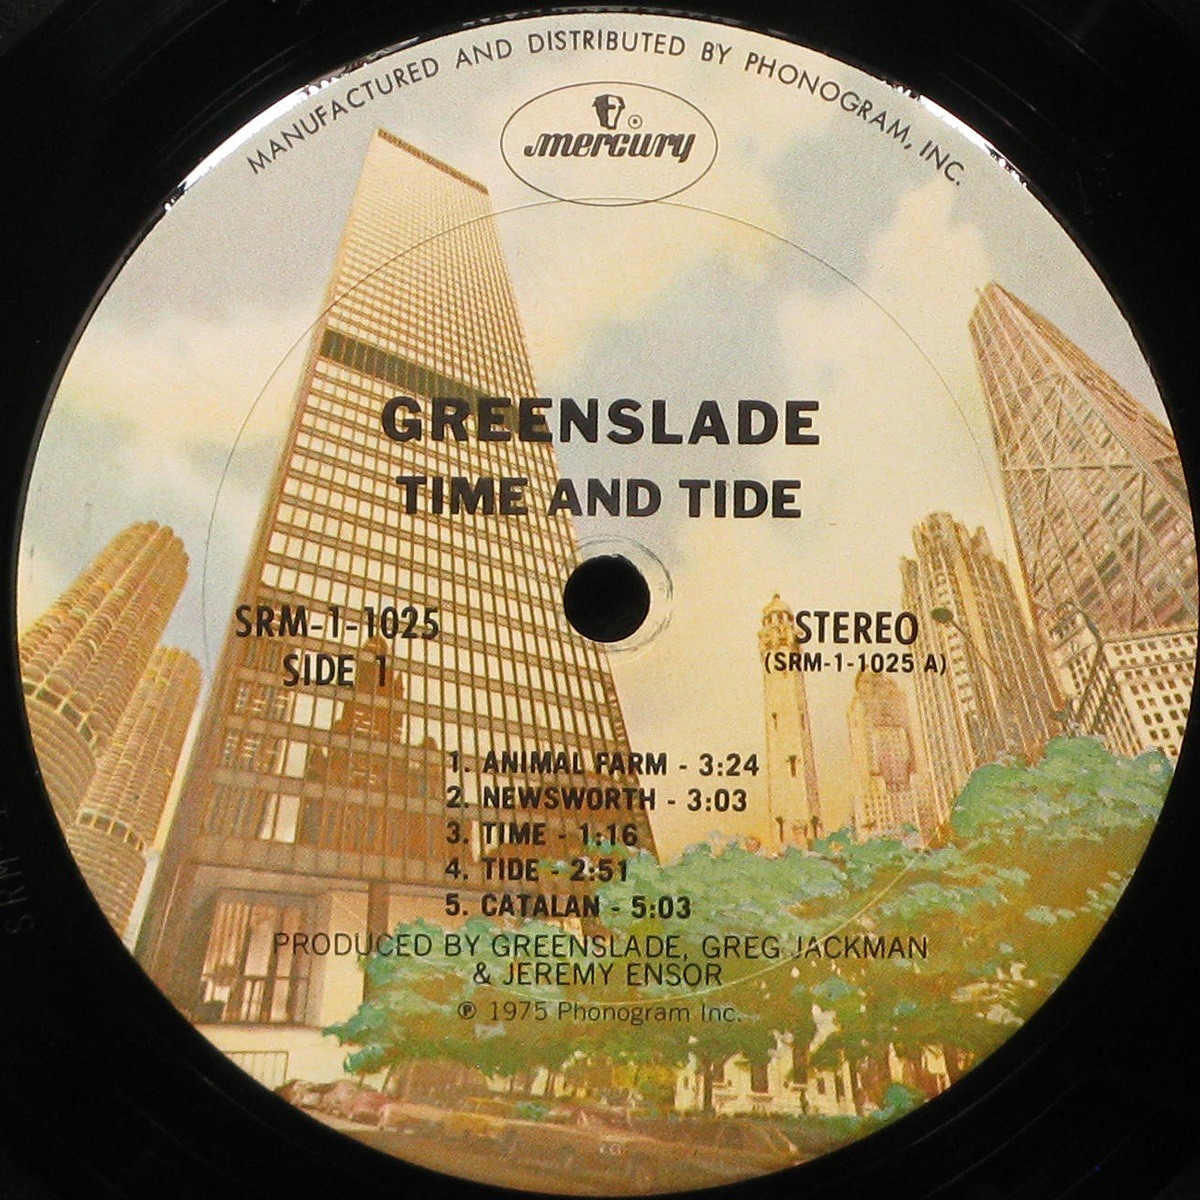 MANUFACTURED AND DISTRIBUTED BY PHONOGRAM, INC.
mercury
GREENSLADE
TIME AND TIDE
SRM-1-1025
SIDE 1
STEREO
(SRM-1-1025 A)
1. ANIMAL FARM - 3:24
2. NEWSWORTH - 3:03
3. TIME - 1:16
4. TIDE - 2:51
5. CATALAN - 5:03
PRODUCED BY GREENSLADE, GREG JACKMAN
& JEREMY ENSOR
℗ 1975 Phonogram Inc.